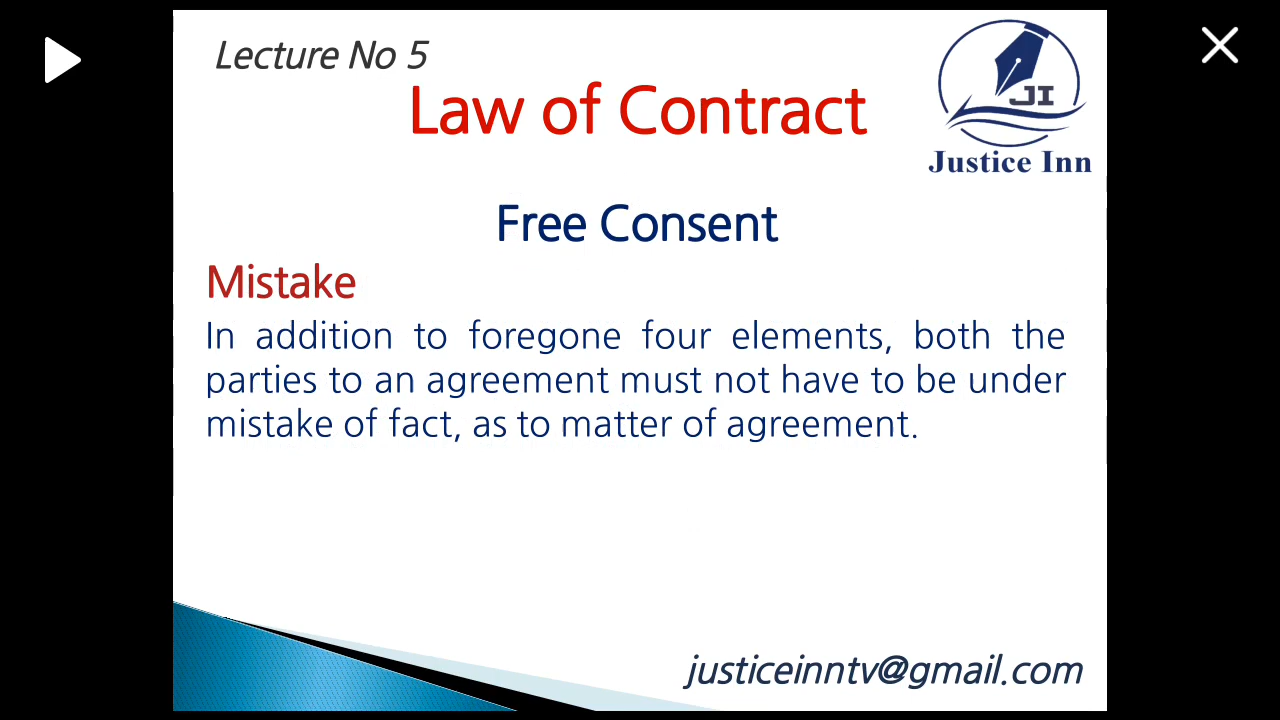 Lecture No 5
Law of Contract
JI
Justice Inn
Free Consent
Mistake
In addition to foregone four elements, both the
parties to an agreement must not have to be under
mistake of fact, as to matter of agreement.
justiceinntv@gmail.com